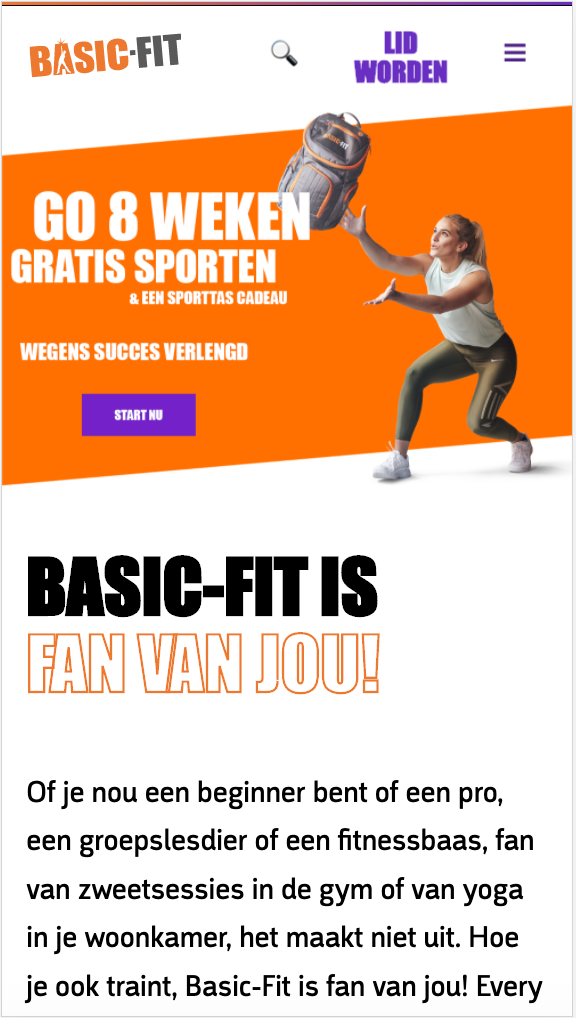 BASIC-FIT
LID
WORDEN
BASIC-FIT
GO 8 WEKEN
GRATIS SPORTEN
& EEN SPORTTAS CADEAU
WEGENS SUCCES VERLENGD
START NU
BASIC-FIT IS
FAN VAN JOU!
Of je nou een beginner bent of een pro,
een groepslesdier of een fitnessbaas, fan
van zweetsessies in de gym of van yoga
in je woonkamer, het maakt niet uit. Hoe
je ook traint, Basic-Fit is fan van jou! Every